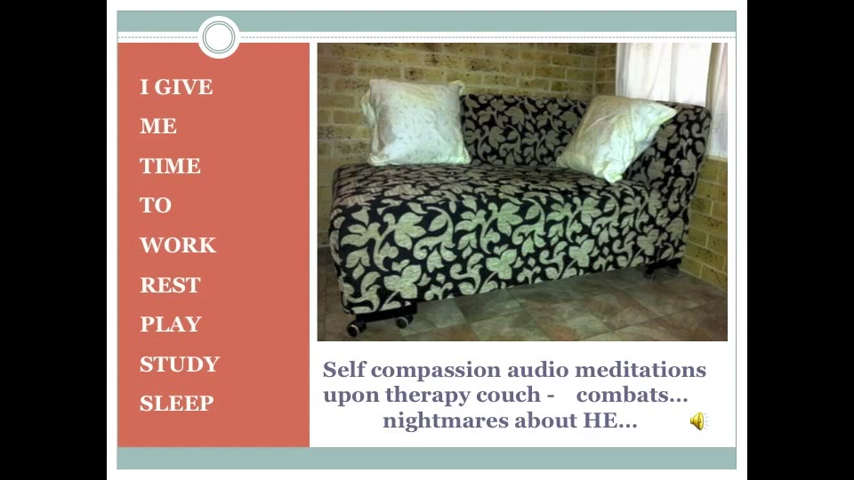 I GIVE
ME
TIME
TO
WORK
REST
PLAY
STUDY
SLEEP
Self compassion audio meditations
upon therapy couch - combats...
nightmares about HE...